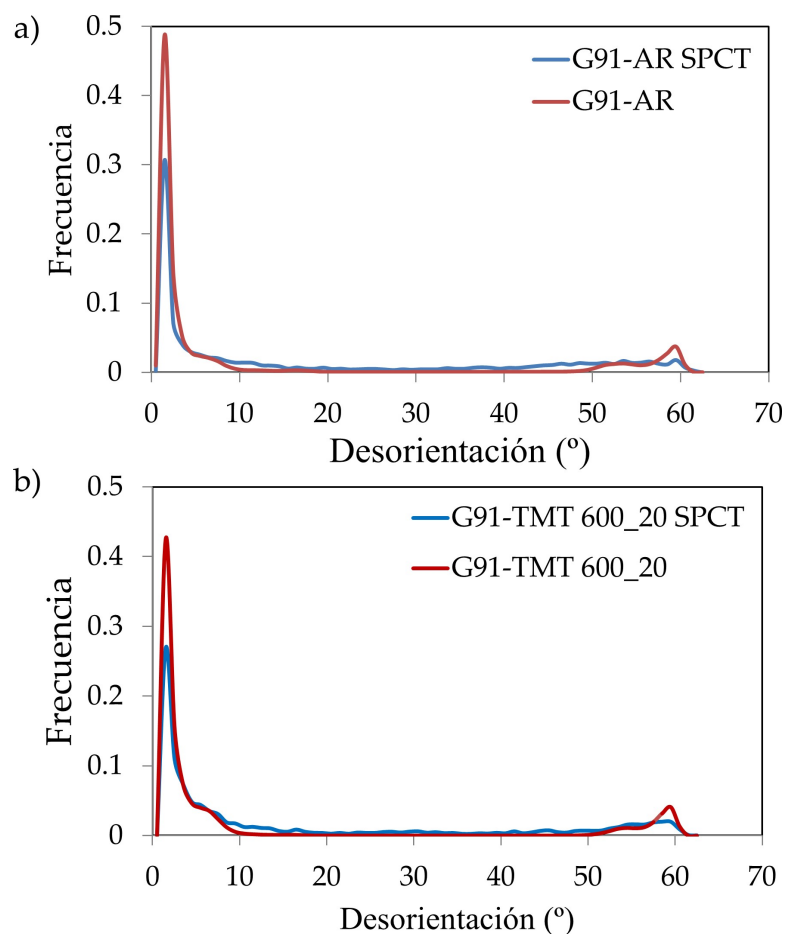 a)
0.5
0.4
0.3
0.2
0.1
0
Frecuencia
G91-AR SPCT
G91-AR
0 10 20 30 40 50 60 70
Desorientación (º)
b)
0.5
0.4
0.3
0.2
0.1
0
Frecuencia
G91-TMT 600_20 SPCT
G91-TMT 600_20
0 10 20 30 40 50 60 70
Desorientación (º)